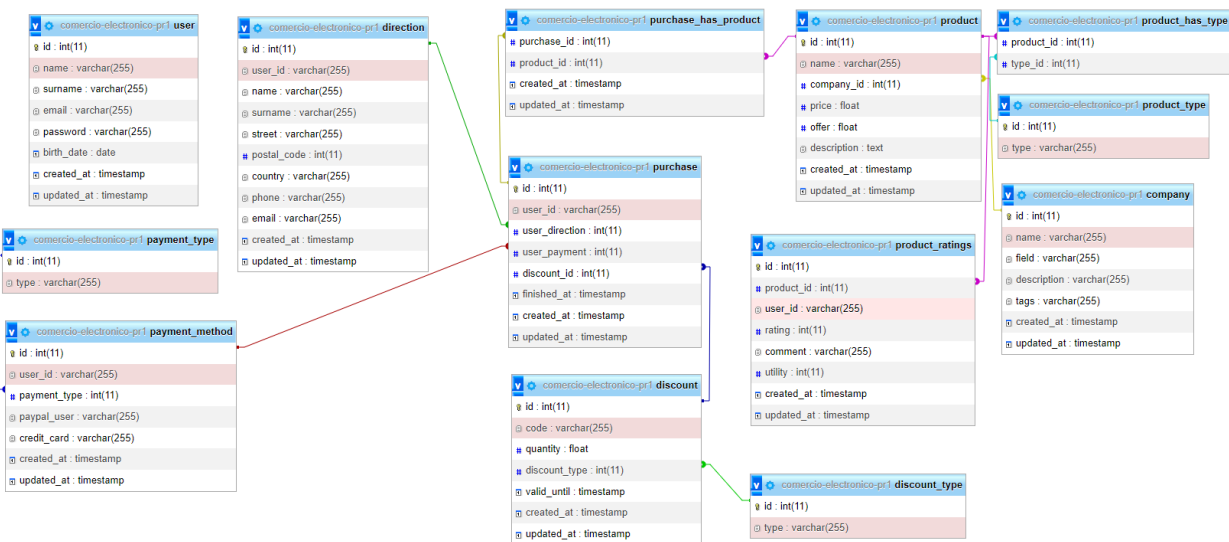 comercio-electronico-pr1 user
id : int(11)
name : varchar(255)
surname : varchar(255)
email : varchar(255)
password : varchar(255)
birth_date : date
created_at : timestamp
updated_at : timestamp
comercio-electronico-pr1 direction
id : int(11)
user_id : varchar(255)
name : varchar(255)
surname : varchar(255)
street : varchar(255)
postal_code : int(11)
country : varchar(255)
phone : varchar(255)
email : varchar(255)
created_at : timestamp
updated_at : timestamp
comercio-electronico-pr1 purchase_has_product
purchase_id : int(11)
product_id : int(11)
created_at : timestamp
updated_at : timestamp
comercio-electronico-pr1 product
id : int(11)
name : varchar(255)
company_id : int(11)
price : float
offer : float
description : text
created_at : timestamp
updated_at : timestamp
comercio-electronico-pr1 product_has_type
product_id : int(11)
type_id : int(11)
comercio-electronico-pr1 product_type
id : int(11)
type : varchar(255)
comercio-electronico-pr1 purchase
id : int(11)
user_id : varchar(255)
user_direction : int(11)
user_payment : int(11)
discount_id : int(11)
finished_at : timestamp
created_at : timestamp
updated_at : timestamp
comercio-electronico-pr1 company
id : int(11)
name : varchar(255)
field : varchar(255)
description : varchar(255)
tags : varchar(255)
created_at : timestamp
updated_at : timestamp
comercio-electronico-pr1 payment_type
id : int(11)
type : varchar(255)
comercio-electronico-pr1 product_ratings
id : int(11)
product_id : int(11)
user_id : varchar(255)
rating : int(11)
comment : varchar(255)
utility : int(11)
created_at : timestamp
updated_at : timestamp
comercio-electronico-pr1 payment_method
id : int(11)
user_id : varchar(255)
payment_type : int(11)
paypal_user : varchar(255)
credit_card : varchar(255)
created_at : timestamp
updated_at : timestamp
comercio-electronico-pr1 discount
id : int(11)
code : varchar(255)
quantity : float
discount_type : int(11)
valid_until : timestamp
created_at : timestamp
updated_at : timestamp
comercio-electronico-pr1 discount_type
id : int(11)
type : varchar(255)